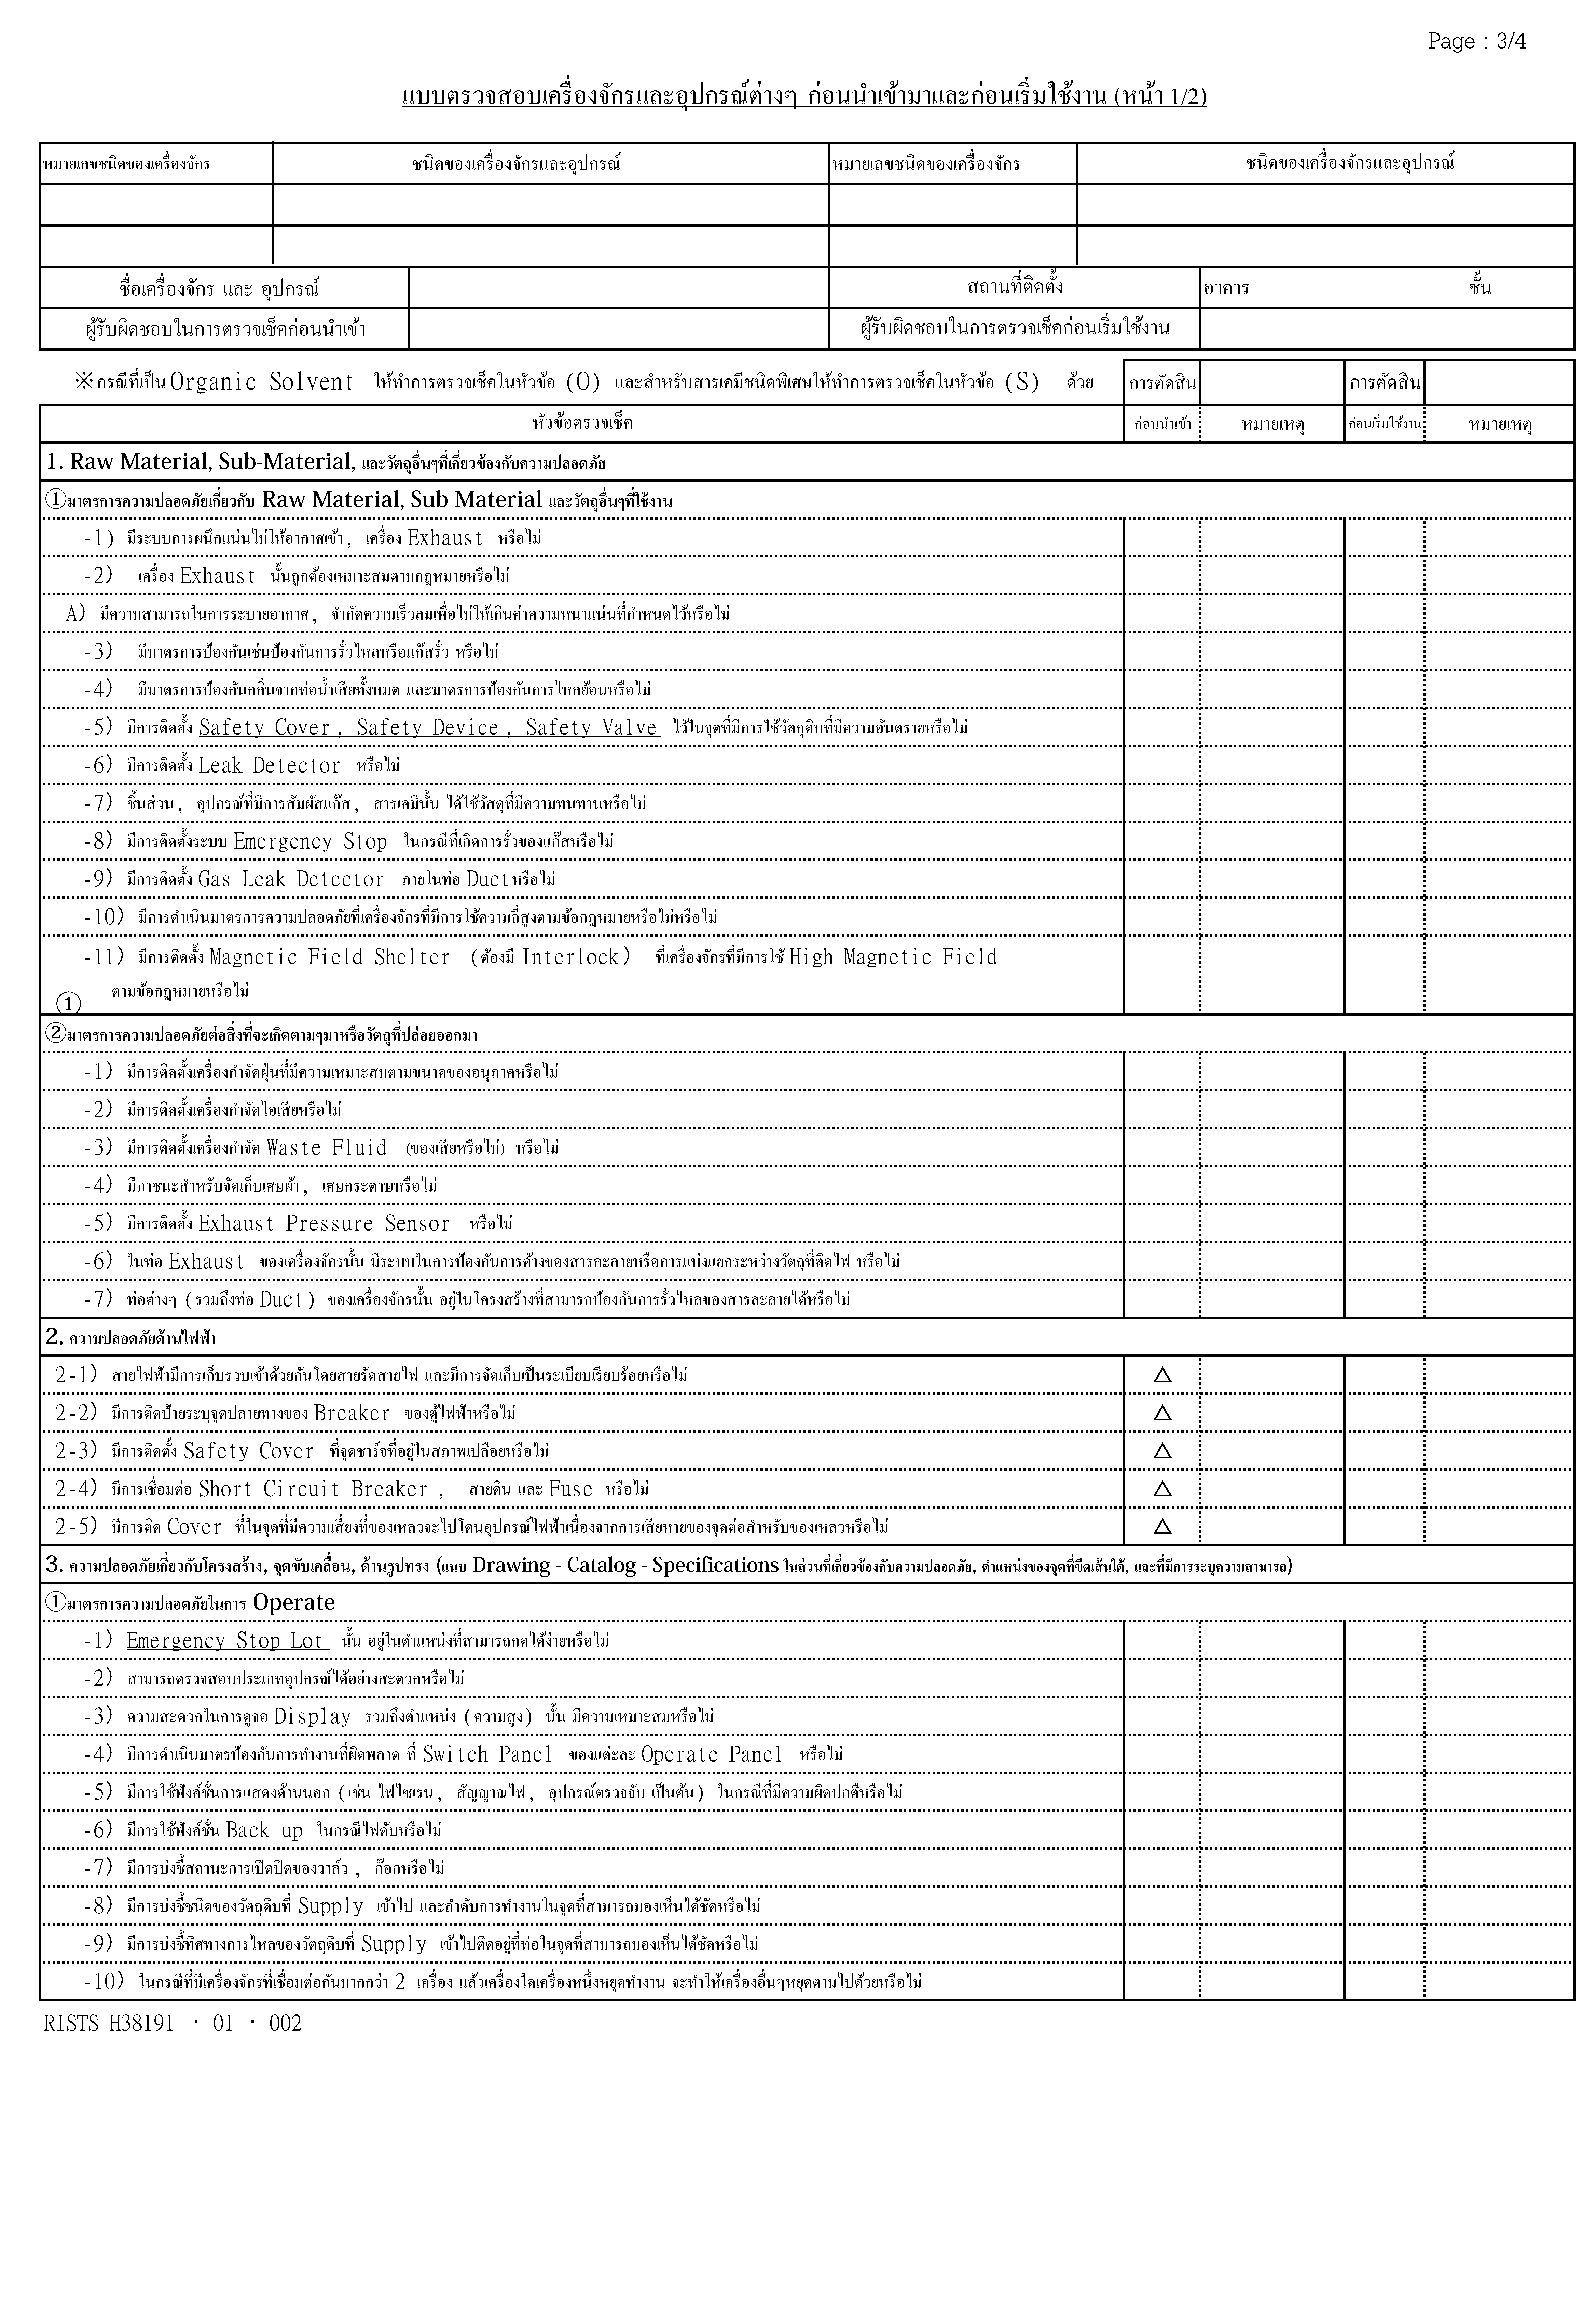 Page : 3/4
แบบตรวจสอบเครื่องจักรและอุปกรณ์ต่างๆ ก่อนนำเข้ามาและก่อนเริ่มใช้งาน (หน้า 1/2)
หมายเลขชนิดของเครื่องจักร ชนิดของเครื่องจักรและอุปกรณ์ หมายเลขชนิดของเครื่องจักร ชนิดของเครื่องจักรและอุปกรณ์
ชื่อเครื่องจักร และ อุปกรณ์ สถานที่ติดตั้ง อาคาร ชั้น
ผู้รับผิดชอบในการตรวจเช็คก่อนนำเข้า ผู้รับผิดชอบในการตรวจเช็คก่อนเริ่มใช้งาน
※กรณีที่เป็น Organic Solvent ให้ทำการตรวจเช็คในหัวข้อ (O) และสำหรับสารเคมีชนิดพิเศษให้ทำการตรวจเช็คในหัวข้อ (S) ด้วย การตัดสิน การตัดสิน
หัวข้อตรวจเช็ค ก่อนนำเข้า หมายเหตุ ก่อนเริ่มใช้งาน หมายเหตุ
1. Raw Material, Sub-Material, และวัตถุอื่นๆที่เกี่ยวข้องกับความปลอดภัย
①มาตรการความปลอดภัยเกี่ยวกับ Raw Material, Sub Material และวัตถุอื่นๆที่ใช้งาน
-1) มีระบบการผนึกแน่นไม่ให้อากาศเข้า, เครื่อง Exhaust หรือไม่
-2) เครื่อง Exhaust นั้นถูกต้องเหมาะสมตามกฎหมายหรือไม่
A) มีความสามารถในการระบายอากาศ, จำกัดความเร็วลมเพื่อไม่ให้เกินค่าความหนาแน่นที่กำหนดไว้หรือไม่
-3) มีมาตรการป้องกันเช่นป้องกันการรั่วไหลหรือแก๊สรั่ว หรือไม่
-4) มีมาตรการป้องกันกลิ่นจากท่อน้ำเสียทั้งหมด และมาตรการป้องกันการไหลย้อนหรือไม่
-5) มีการติดตั้ง Safety Cover, Safety Device, Safety Valve ไว้ในจุดที่มีการใช้วัตถุดิบที่มีความอันตรายหรือไม่
-6) มีการติดตั้ง Leak Detector หรือไม่
-7) ชิ้นส่วน, อุปกรณ์ที่มีการสัมผัสแก๊ส, สารเคมีนั้น ได้ใช้วัสดุที่มีความทนทานหรือไม่
-8) มีการติดตั้งระบบ Emergency Stop ในกรณีที่เกิดการรั่วของแก๊สหรือไม่
-9) มีการติดตั้ง Gas Leak Detector ภายในท่อ Ductหรือไม่
-10) มีการดำเนินมาตรการความปลอดภัยที่เครื่องจักรที่มีการใช้ความถี่สูงตามข้อกฎหมายหรือไม่หรือไม่
-11) มีการติดตั้ง Magnetic Field Shelter (ต้องมี Interlock) ที่เครื่องจักรที่มีการใช้ High Magnetic Field
ตามข้อกฎหมายหรือไม่
①
②มาตรการความปลอดภัยต่อสิ่งที่จะเกิดตามๆมาหรือวัตถุที่ปล่อยออกมา
-1) มีการติดตั้งเครื่องกำจัดฝุ่นที่มีความเหมาะสมตามขนาดของอนุภาคหรือไม่
-2) มีการติดตั้งเครื่องกำจัดไอเสียหรือไม่
-3) มีการติดตั้งเครื่องกำจัด Waste Fluid (ของเสียหรือไม่) หรือไม่
-4) มีภาชนะสำหรับจัดเก็บเศษผ้า, เศษกระดาษหรือไม่
-5) มีการติดตั้ง Exhaust Pressure Sensor หรือไม่
-6) ในท่อ Exhaust ของเครื่องจักรนั้น มีระบบในการป้องกันการค้างของสารละลายหรือการแบ่งแยกระหว่างวัตถุที่ติดไฟ หรือไม่
-7) ท่อต่างๆ (รวมถึงท่อ Duct) ของเครื่องจักรนั้น อยู่ในโครงสร้างที่สามารถป้องกันการรั่วไหลของสารละลายได้หรือไม่
2. ความปลอดภัยด้านไฟฟ้า
2-1) สายไฟฟ้ามีการเก็บรวบเข้าด้วยกันโดยสายรัดสายไฟ และมีการจัดเก็บเป็นระเบียบเรียบร้อยหรือไม่ △
2-2) มีการติดป้ายระบุจุดปลายทางของ Breaker ของตู้ไฟฟ้าหรือไม่ △
2-3) มีการติดตั้ง Safety Cover ที่จุดชาร์จที่อยู่ในสภาพเปลือยหรือไม่ △
2-4) มีการเชื่อมต่อ Short Circuit Breaker, สายดิน และ Fuse หรือไม่ △
2-5) มีการติด Cover ที่ในจุดที่มีความเสี่ยงที่ของเหลวจะไปโดนอุปกรณ์ไฟฟ้าเนื่องจากการเสียหายของจุดต่อสำหรับของเหลวหรือไม่ △
3. ความปลอดภัยเกี่ยวกับโครงสร้าง, จุดขับเคลื่อน, ด้านรูปทรง (แนบ Drawing - Catalog - Specifications ในส่วนที่เกี่ยวข้องกับความปลอดภัย, ตำแหน่งของจุดที่ขีดเส้นใต้, และที่มีการระบุความสามารถ)
①มาตรการความปลอดภัยในการ Operate
-1) Emergency Stop Lot นั้น อยู่ในตำแหน่งที่สามารถกดได้ง่ายหรือไม่
-2) สามารถตรวจสอบประเภทอุปกรณ์ได้อย่างสะดวกหรือไม่
-3) ความสะดวกในการดูจอ Display รวมถึงตำแหน่ง (ความสูง) นั้น มีความเหมาะสมหรือไม่
-4) มีการดำเนินมาตรป้องกันการทำงานที่ผิดพลาด ที่ Switch Panel ของแต่ะละ Operate Panel หรือไม่
-5) มีการใช้ฟังค์ชั่นการแสดงด้านนอก (เช่น ไฟไซเรน, สัญญาณไฟ, อุปกรณ์ตรวจจับ เป็นต้น) ในกรณีที่มีความผิดปกตืหรือไม่
-6) มีการใช้ฟังค์ชั่น Back up ในกรณีไฟดับหรือไม่
-7) มีการบ่งชี้สถานะการเปิดปิดของวาล์ว, ก๊อกหรือไม่
-8) มีการบ่งชี้ชนิดของวัตถุดิบที่ Supply เข้าไป และลำดับการทำงานในจุดที่สามารถมองเห็นได้ชัดหรือไม่
-9) มีการบ่งชี้ทิศทางการไหลของวัตถุดิบที่ Supply เข้าไปติดอยู่ที่ท่อในจุดที่สามารถมองเห็นได้ชัดหรือไม่
-10) ในกรณีที่มีเครื่องจักรที่เชื่อมต่อกันมากกว่า 2 เครื่อง แล้วเครื่องใดเครื่องหนึ่งหยุดทำงาน จะทำให้เครื่องอื่นๆหยุดตามไปด้วยหรือไม่
RISTS H38191 ・ 01 ・ 002